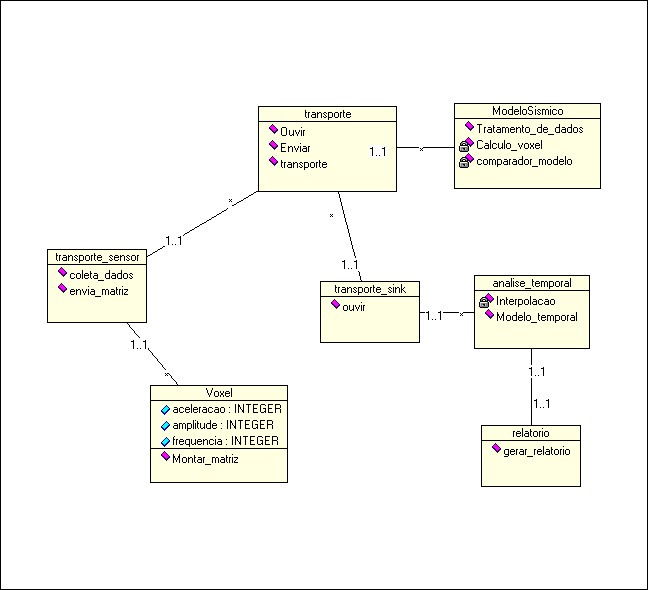 transporte
Ouvir
Enviar
transporte
1..1
*
ModeloSismico
Tratamento_de_dados
Calculo_voxel
comparador_modelo
*
1..1
*
1..1
transporte_sensor
coleta_dados
envia_matriz
transporte_sink
ouvir
1..1
*
analise_temporal
Interpolacao
Modelo_temporal
1..1
*
1..1
1..1
Voxel
aceleracao : INTEGER
amplitude : INTEGER
frequencia : INTEGER
Montar_matriz
relatorio
gerar_relatorio